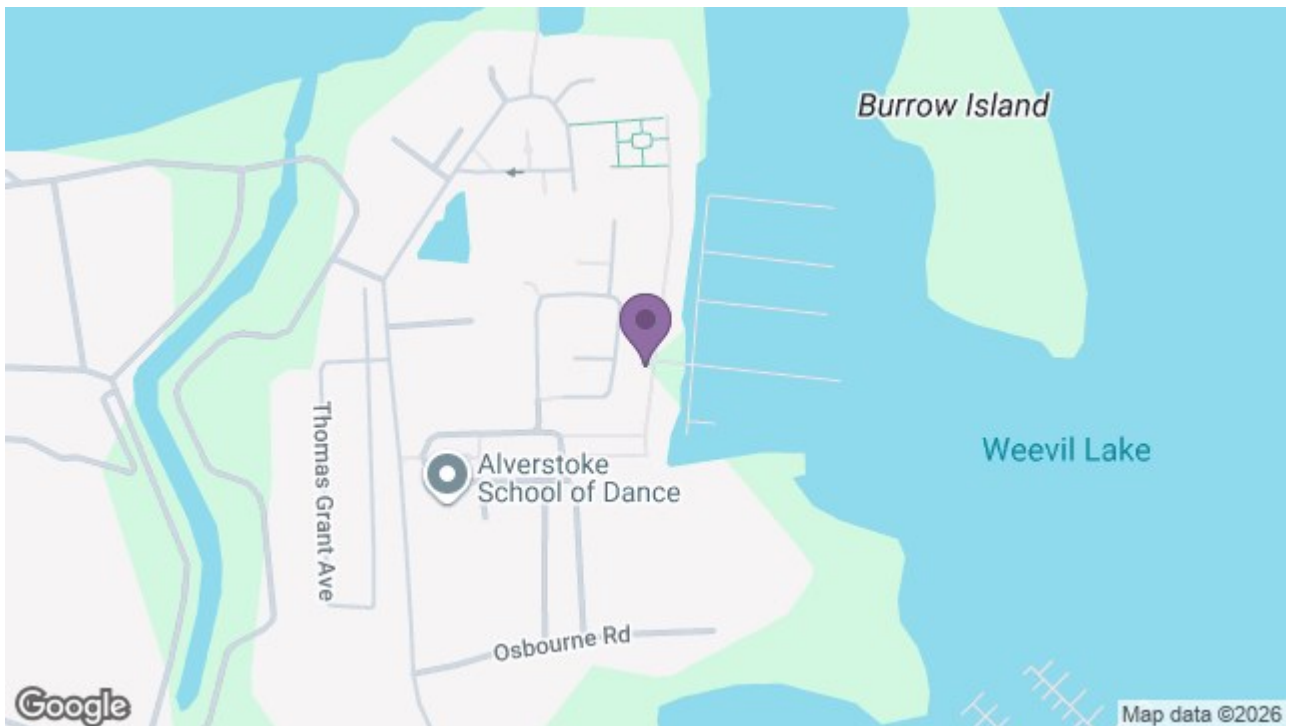 Burrow Island
Weevil Lake
Alverstoke
School of Dance
Thomas Grant Ave
Osbourne Rd
Google
Map data ©2026